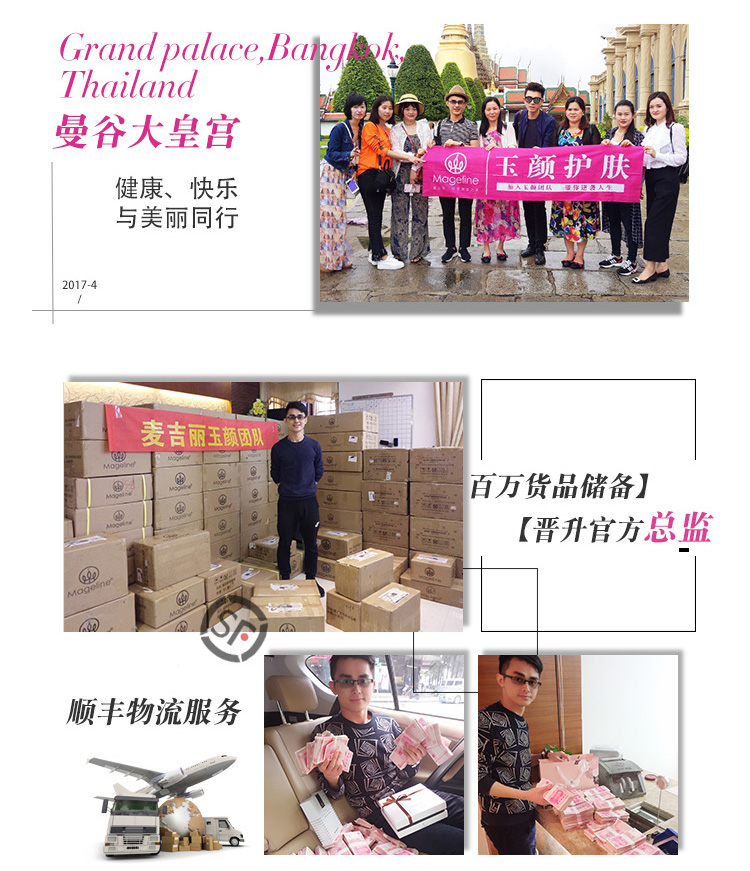 Grand palace,Bangkok,
Thailand
曼谷大皇宫
健康、快乐
与美丽同行
2017-4
/
Mageline
玉颜护肤
加入玉颜团队 带你逆袭人生
麦吉丽玉颜团队
Mageline
Mageline
Mageline
百万货品储备】
【晋升官方总监
SF
顺丰物流服务